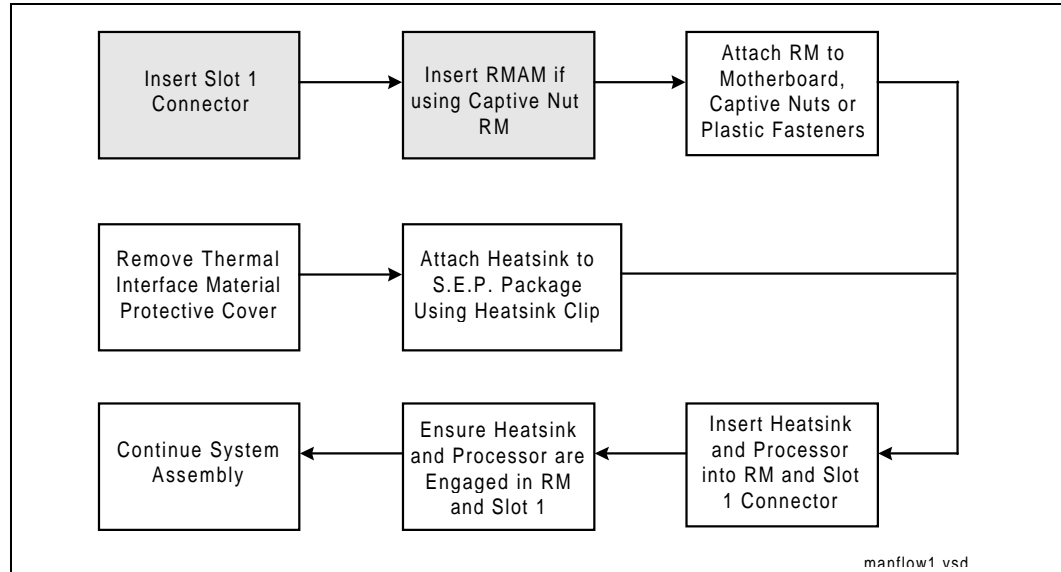 Insert Slot 1
Connector
Insert RMAM if
using Captive Nut
RM
Attach RM to
Motherboard,
Captive Nuts or
Plastic Fasteners
Remove Thermal
Interface Material
Protective Cover
Attach Heatsink to
S.E.P. Package
Using Heatsink Clip
Continue System
Assembly
Ensure Heatsink
and Processor are
Engaged in RM
and Slot 1
Insert Heatsink
and Processor
into RM and Slot
1 Connector
manflow1.vsd